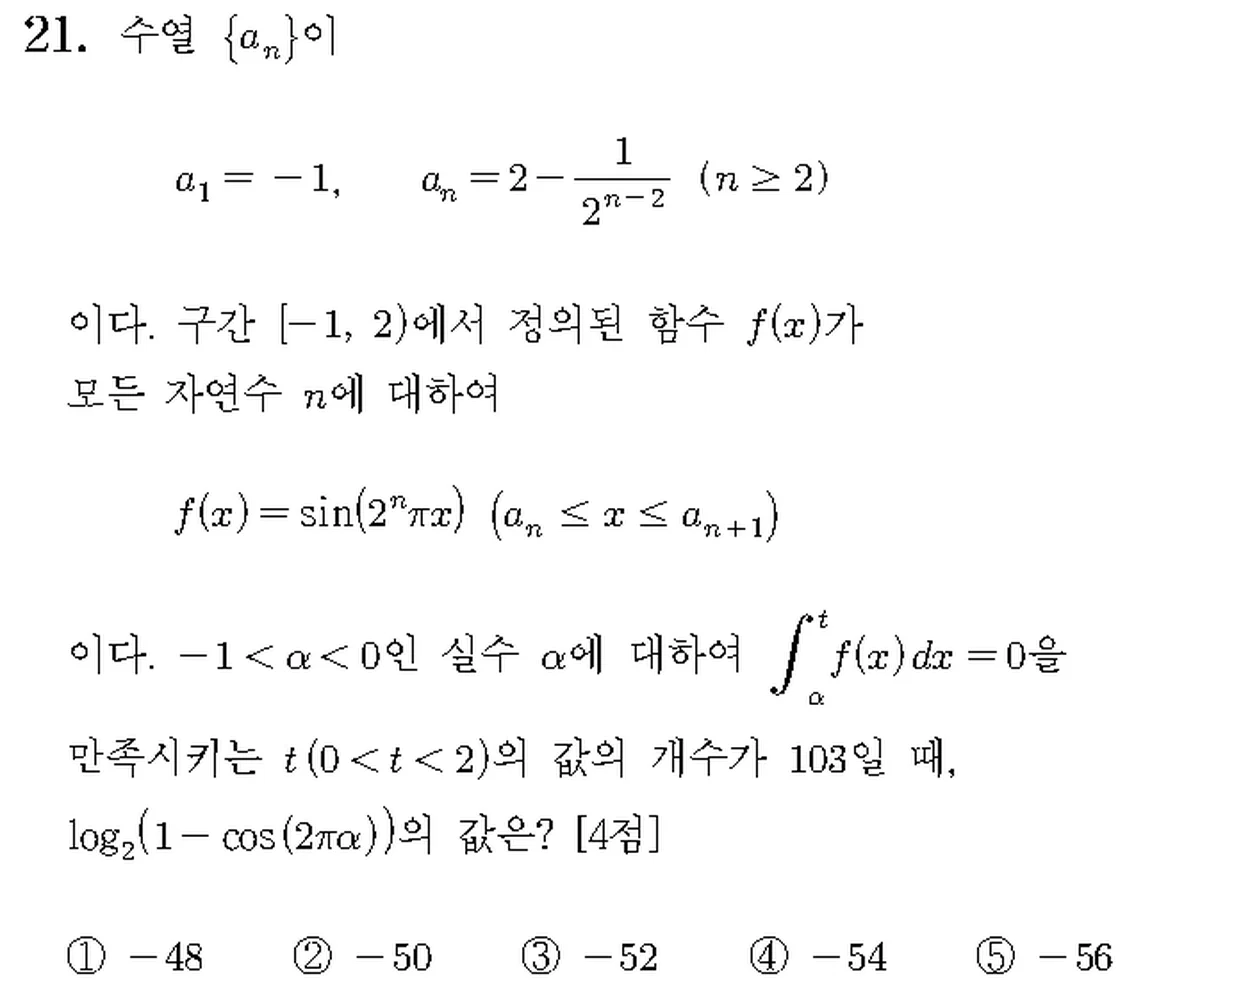 21. 수열 {aₙ}이
a₁ = −1, aₙ = 2 − 1/2ⁿ⁻² (n ≥ 2)
이다. 구간 [−1, 2)에서 정의된 함수 f(x)가
모든 자연수 n에 대하여
f(x) = sin(2ⁿπx) (aₙ ≤ x ≤ aₙ₊₁)
이다. −1 < α < 0인 실수 α에 대하여 ∫_α^t f(x)dx = 0을
만족시키는 t (0 < t < 2)의 값의 개수가 103일 때,
log₂(1 − cos(2πα))의 값은? [4점]
① −48 ② −50 ③ −52 ④ −54 ⑤ −56